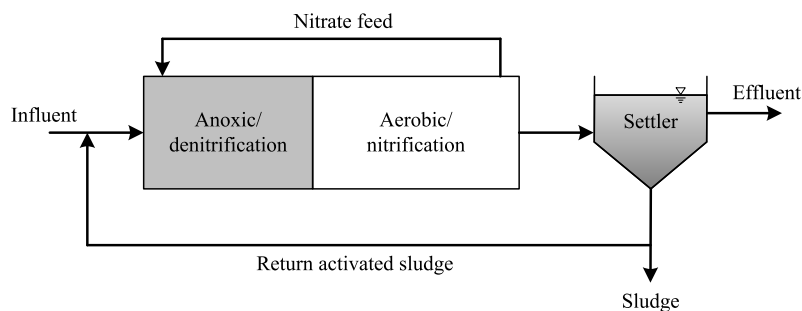 Nitrate feed
Influent
Anoxic/
denitrification
Aerobic/
nitrification
Settler
Effluent
Return activated sludge
Sludge